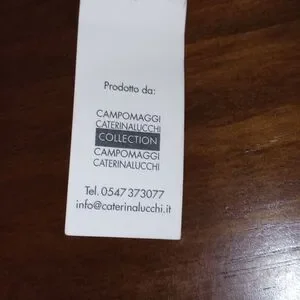 Prodotto da:
CAMPOMAGGI
CATERINALUCCHI
COLLECTION
CAMPOMAGGI
CATERINALUCCHI
Tel. 0547 373077
info@caterinalucchi.it